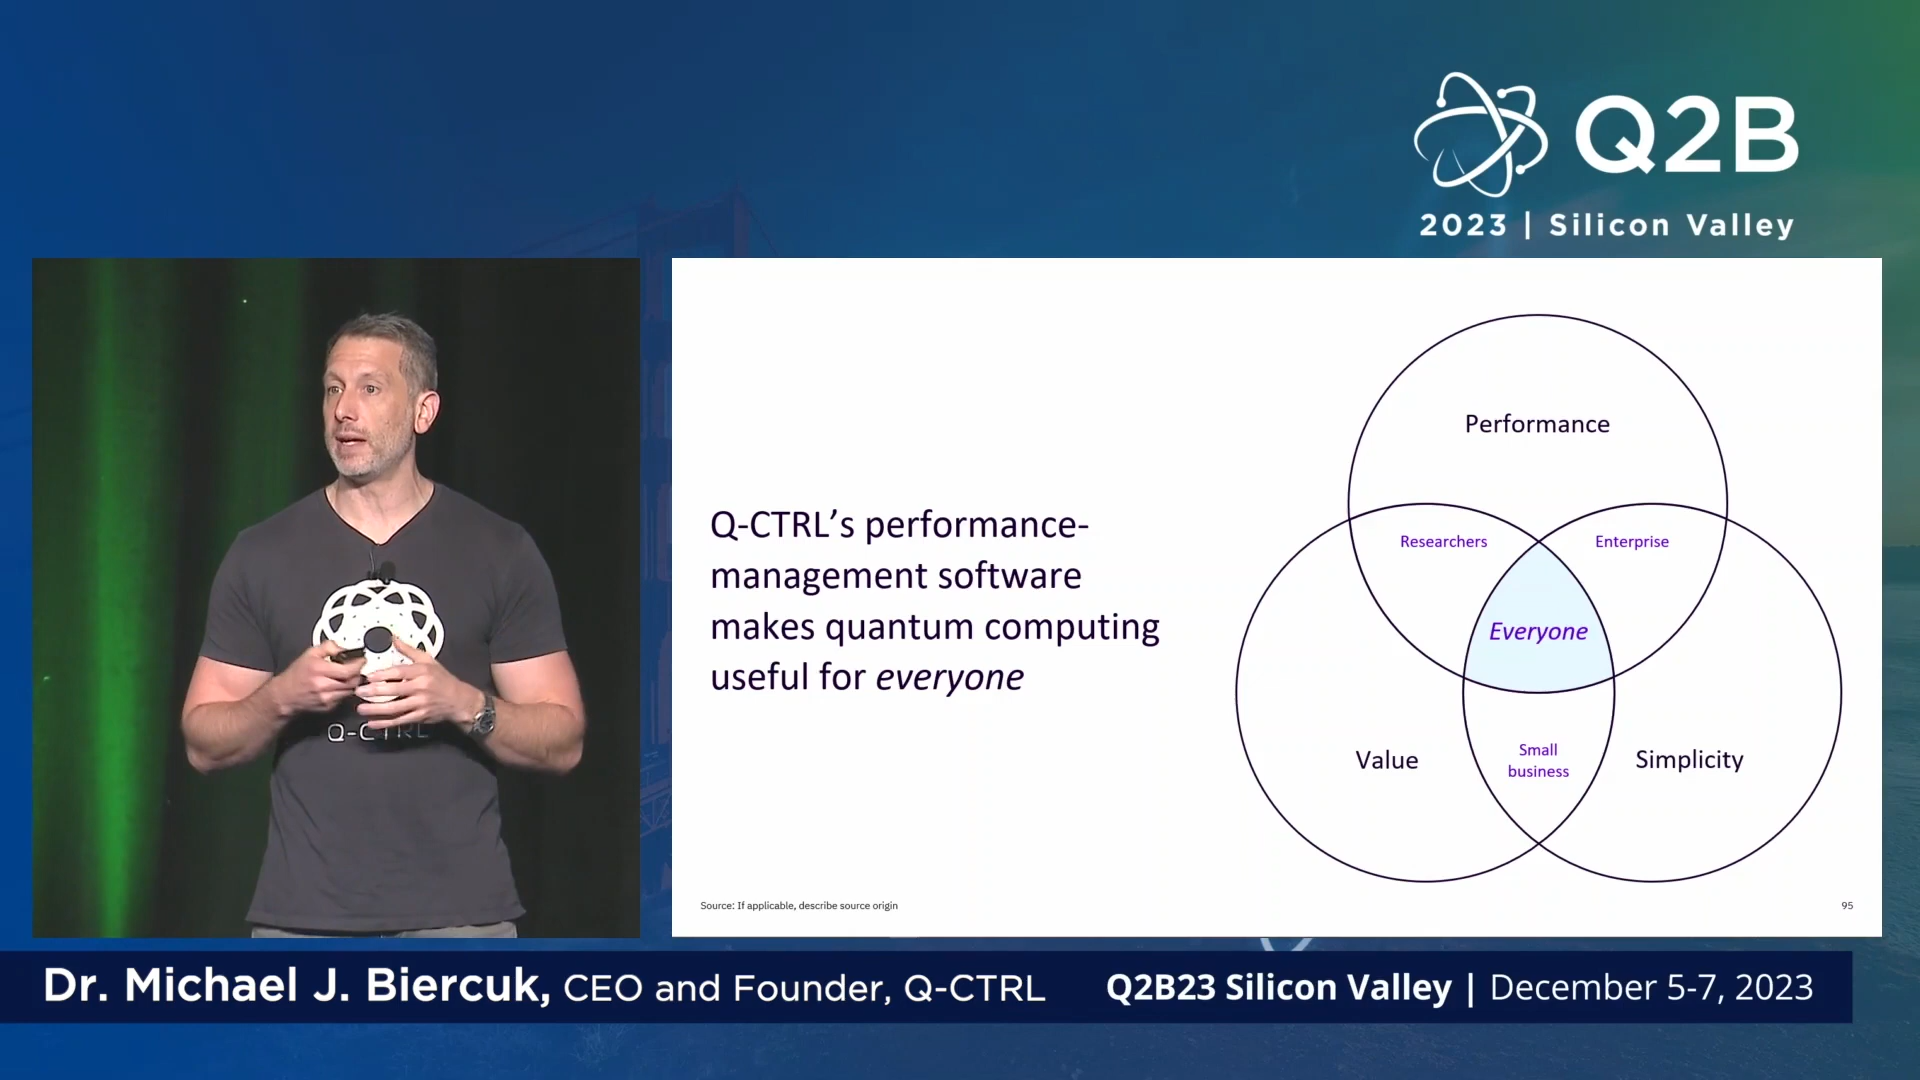 Q2B
2023 | Silicon Valley
Performance
Researchers
Enterprise
Q-CTRL’s performance-
management software
makes quantum computing
useful for everyone
Everyone
Value
Small
business
Simplicity
Source: If applicable, describe source origin
95
Q-CTRL
Dr. Michael J. Biercuk, CEO and Founder, Q-CTRL
Q2B23 Silicon Valley | December 5-7, 2023